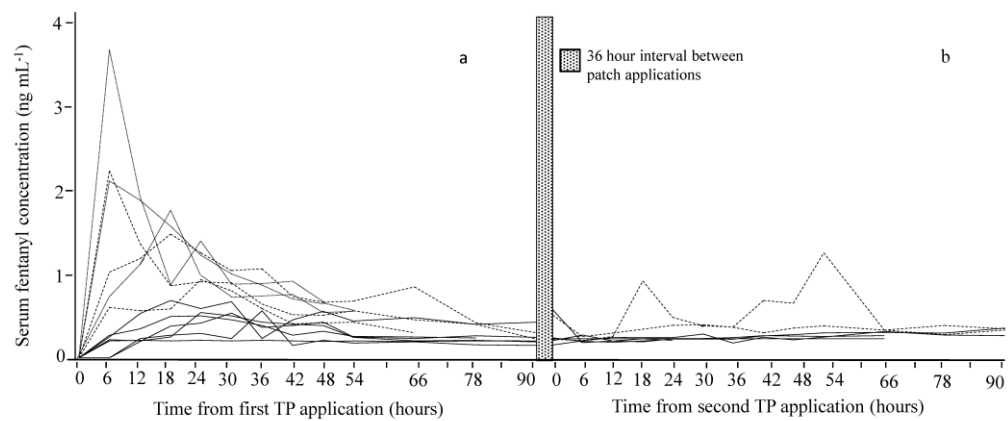 Serum fentanyl concentration (ng mL⁻¹)
4
3
2
1
0
a
36 hour interval between
patch applications
b
0 6 12 18 24 30 36 42 48 54 66 78 90
0 6 12 18 24 30 36 42 48 54 66 78 90
Time from first TP application (hours)
Time from second TP application (hours)